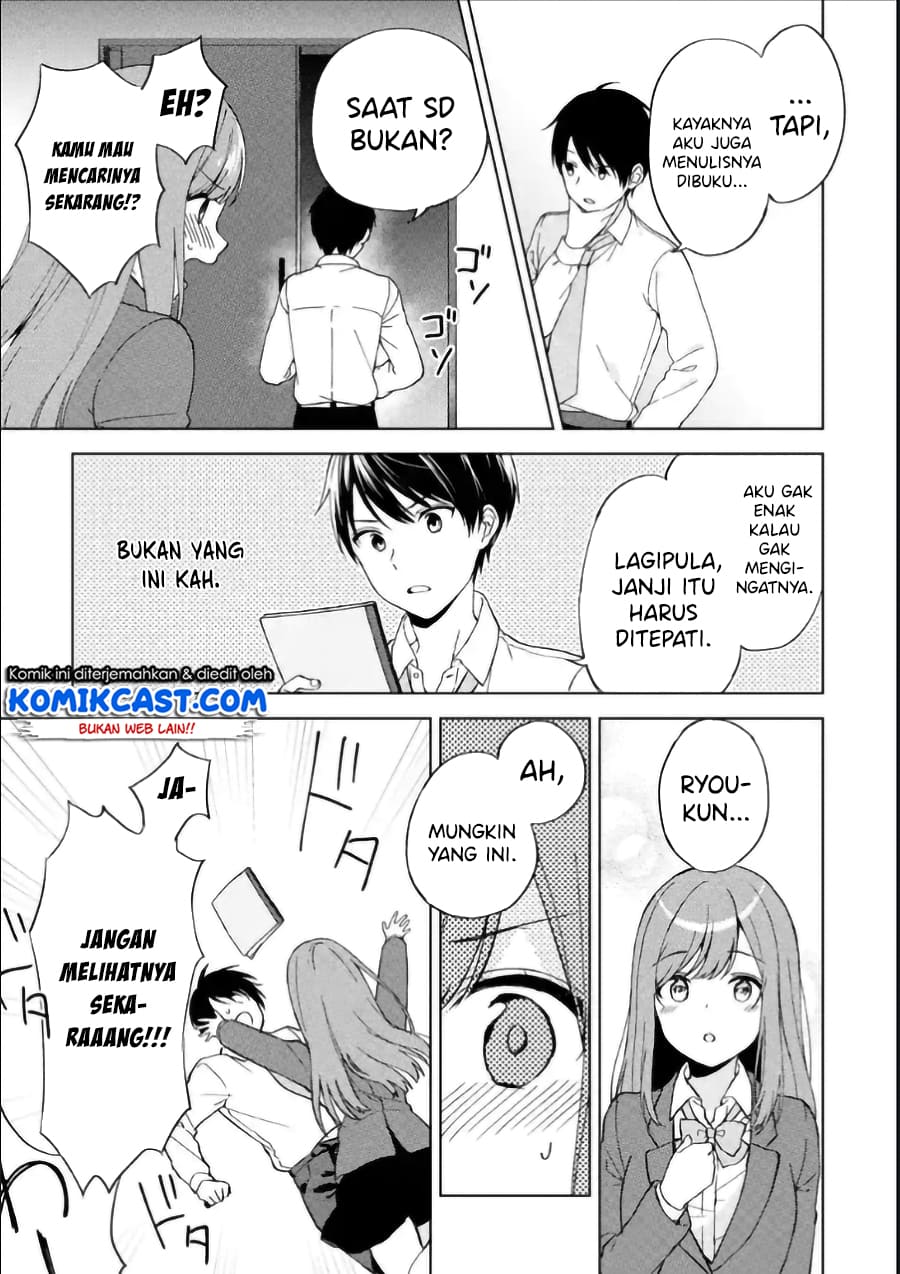 ...
TAPI,
KAYAKNYA
AKU JUGA
MENULISNYA
DIBUKU...
SAAT SD
BUKAN?
ゴソ
ゴソ
EH?
KAMU MAU
MENCARINYA
SEKARANG!?
AKU GAK
ENAK
KALAU
GAK
MENGI-
NGATNYA.
LAGIPULA,
JANJI ITU
HARUS
DITEPATI.
BUKAN YANG
INI KAH.
Komik ini diterjemahkan & diedit oleh
KOMIKCAST.COM
BUKAN WEB LAIN!!
RYOU-
KUN...
AH,
MUNGKIN
YANG INI.
ドタ
ドタ
JA-
JANGAN
MELIHATNYA
SEKA-
RAAANG!!!